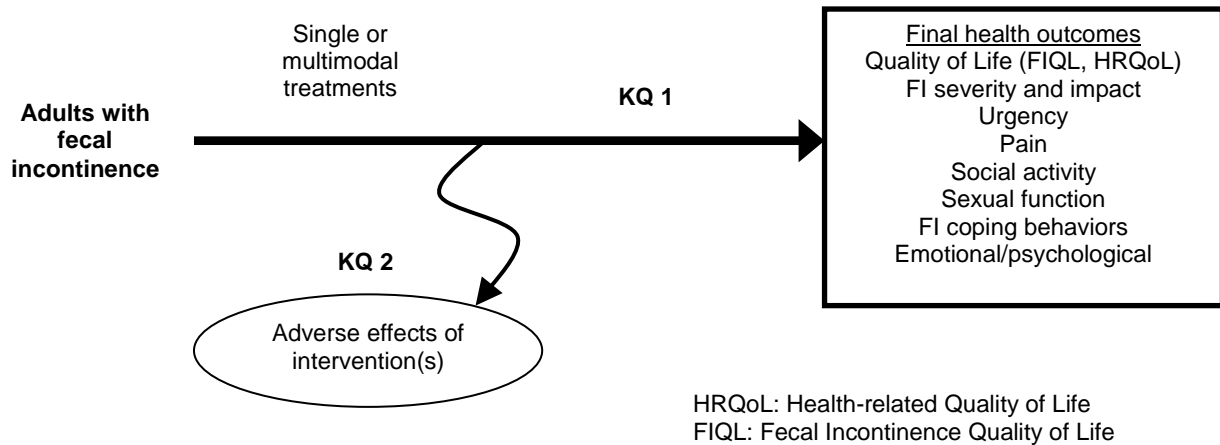 Adults with
fecal
incontinence
Single or
multimodal
treatments
KQ 1
Final health outcomes
Quality of Life (FIQL, HRQoL)
FI severity and impact
Urgency
Pain
Social activity
Sexual function
FI coping behaviors
Emotional/psychological
KQ 2
Adverse effects of
intervention(s)
HRQoL: Health-related Quality of Life
FIQL: Fecal Incontinence Quality of Life